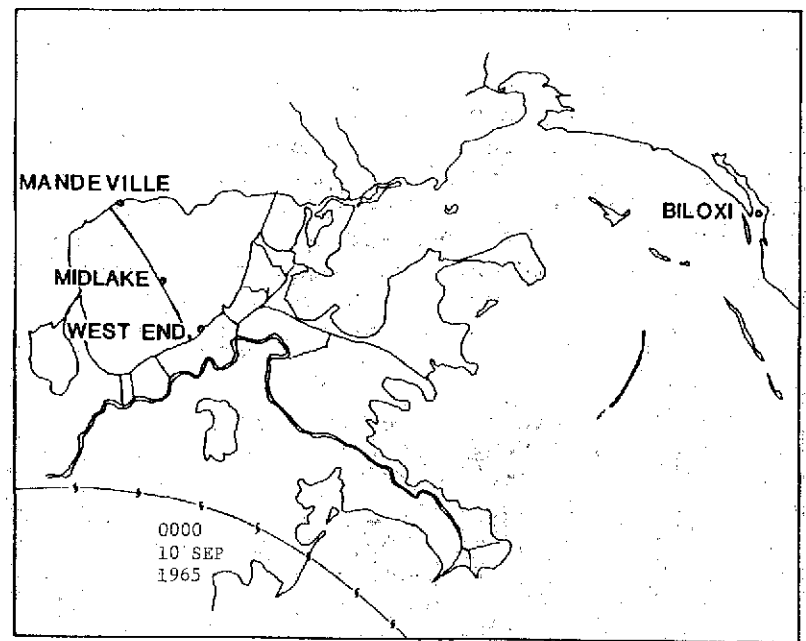 MANDEVILLE
BILOXI
MIDLAKE
WEST END
0000
10 SEP
1965